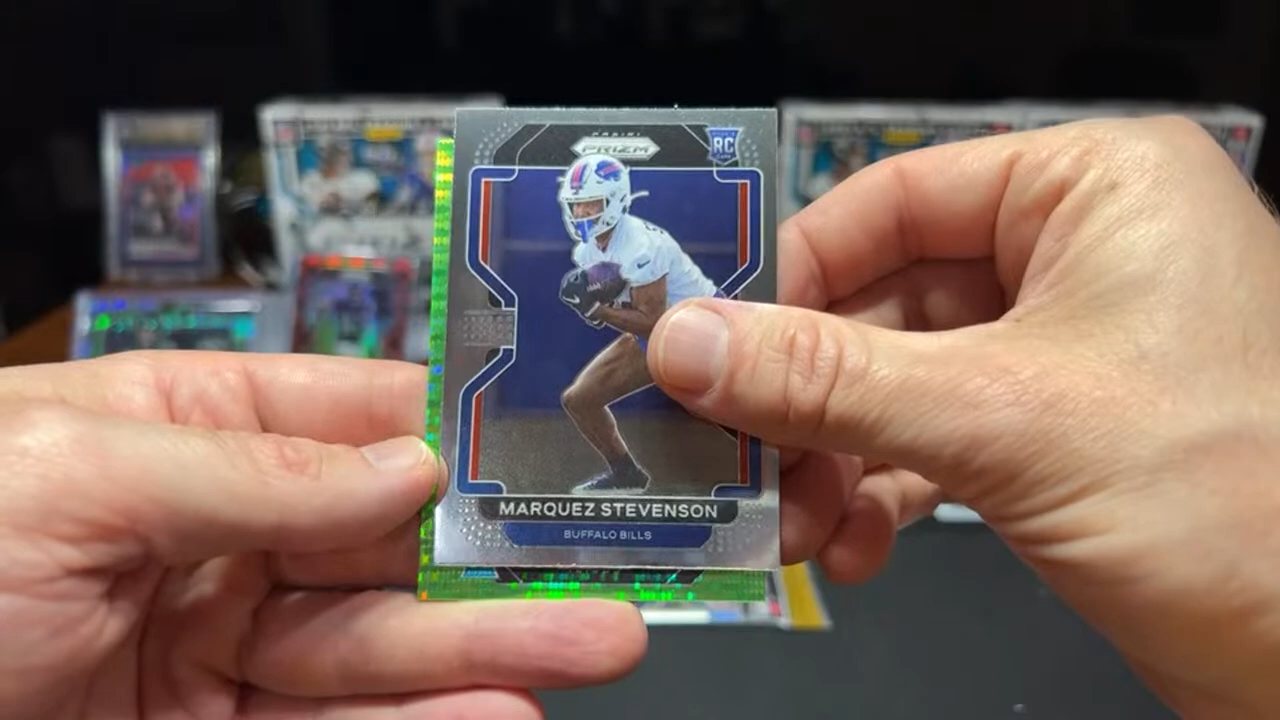 PANINI
PRIZM
RC
MARQUEZ STEVENSON
BUFFALO BILLS